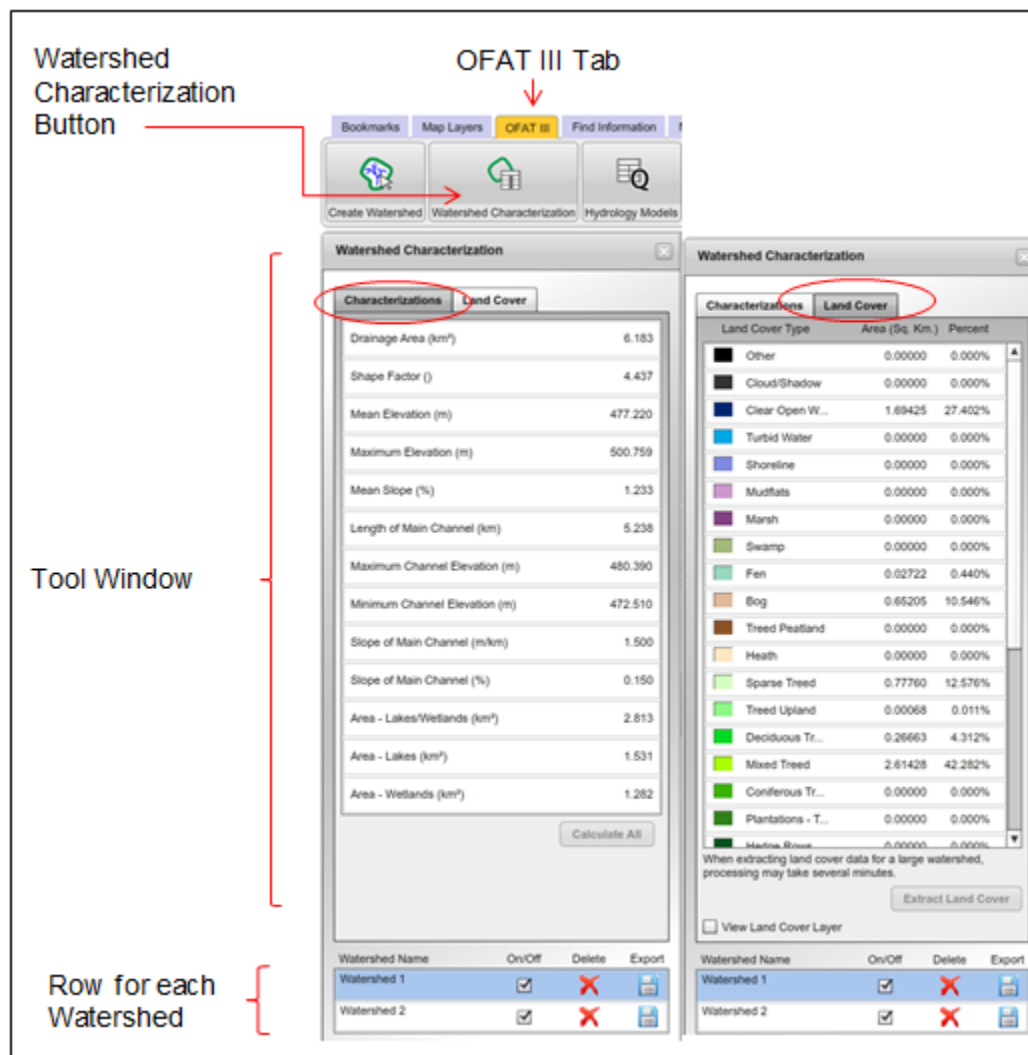 Watershed
Characterization
Button
OFAT III Tab
Bookmarks Map Layers OFAT III Find Information
Create Watershed Watershed Characterization Hydrology Models
Watershed Characterization
Characterizations Land Cover
Drainage Area (km²) 6.183
Shape Factor () 4.437
Mean Elevation (m) 477.220
Maximum Elevation (m) 500.759
Mean Slope (%) 1.233
Length of Main Channel (km) 5.238
Maximum Channel Elevation (m) 480.390
Minimum Channel Elevation (m) 472.510
Slope of Main Channel (m/km) 1.500
Slope of Main Channel (%) 0.150
Area - Lakes/Wetlands (km²) 2.813
Area - Lakes (km²) 1.531
Area - Wetlands (km²) 1.282
Calculate All
Watershed Name On/Off Delete Export
Watershed 1
Watershed 2
Watershed Characterization
Characterizations Land Cover
Land Cover Type Area (Sq. Km.) Percent
Other 0.00000 0.000%
Cloud/Shadow 0.00000 0.000%
Clear Open W... 1.69425 27.402%
Turbid Water 0.00000 0.000%
Shoreline 0.00000 0.000%
Mudflats 0.00000 0.000%
Marsh 0.00000 0.000%
Swamp 0.00000 0.000%
Fen 0.02722 0.440%
Bog 0.65205 10.546%
Treed Peatland 0.00000 0.000%
Heath 0.00000 0.000%
Sparse Treed 0.77760 12.576%
Treed Upland 0.00068 0.011%
Deciduous Tr... 0.26663 4.312%
Mixed Treed 2.61428 42.282%
Coniferous Tr... 0.00000 0.000%
Plantations - T... 0.00000 0.000%
Hedge Rows 0.00000 0.000%
When extracting land cover data for a large watershed,
processing may take several minutes.
Extract Land Cover
View Land Cover Layer
Watershed Name On/Off Delete Export
Watershed 1
Watershed 2
Tool Window
Row for each
Watershed